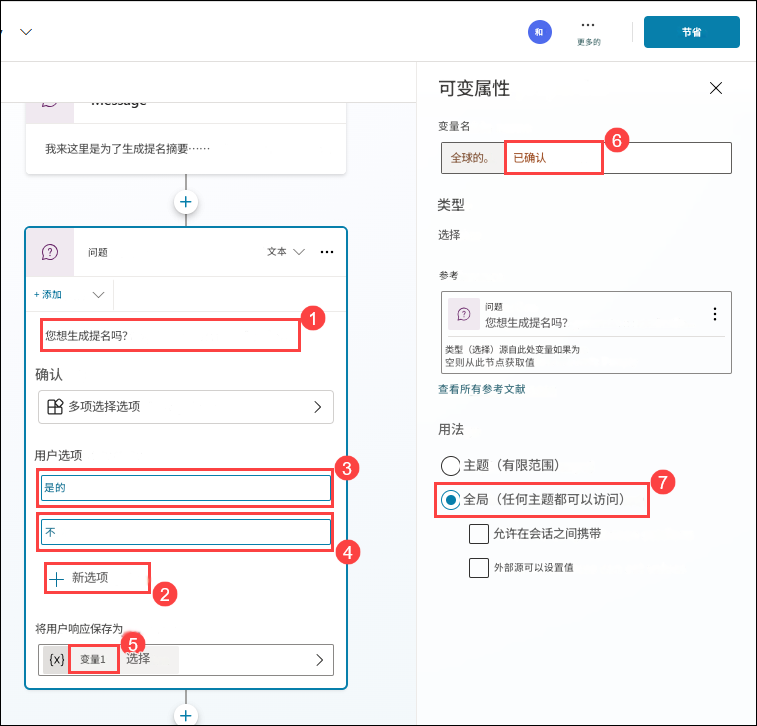 和
更多的
节省
Message
我来这里是为了生成提名摘要……
问题
文本
+ 添加
您想生成提名吗?
1
确认
多项选择选项
用户选项
3
是的
不
4
新选项
2
将用户响应保存为
5
{x} 变量1 选择
可变属性
变量名
6
全球的。 已确认
类型
选择
参考
问题
您想生成提名吗?
类型（选择）源自此处变量如果为
空则从此节点获取值
查看所有参考文献
用法
主题（有限范围）
7
全局（任何主题都可以访问）
允许在会话之间携带
外部源可以设置值